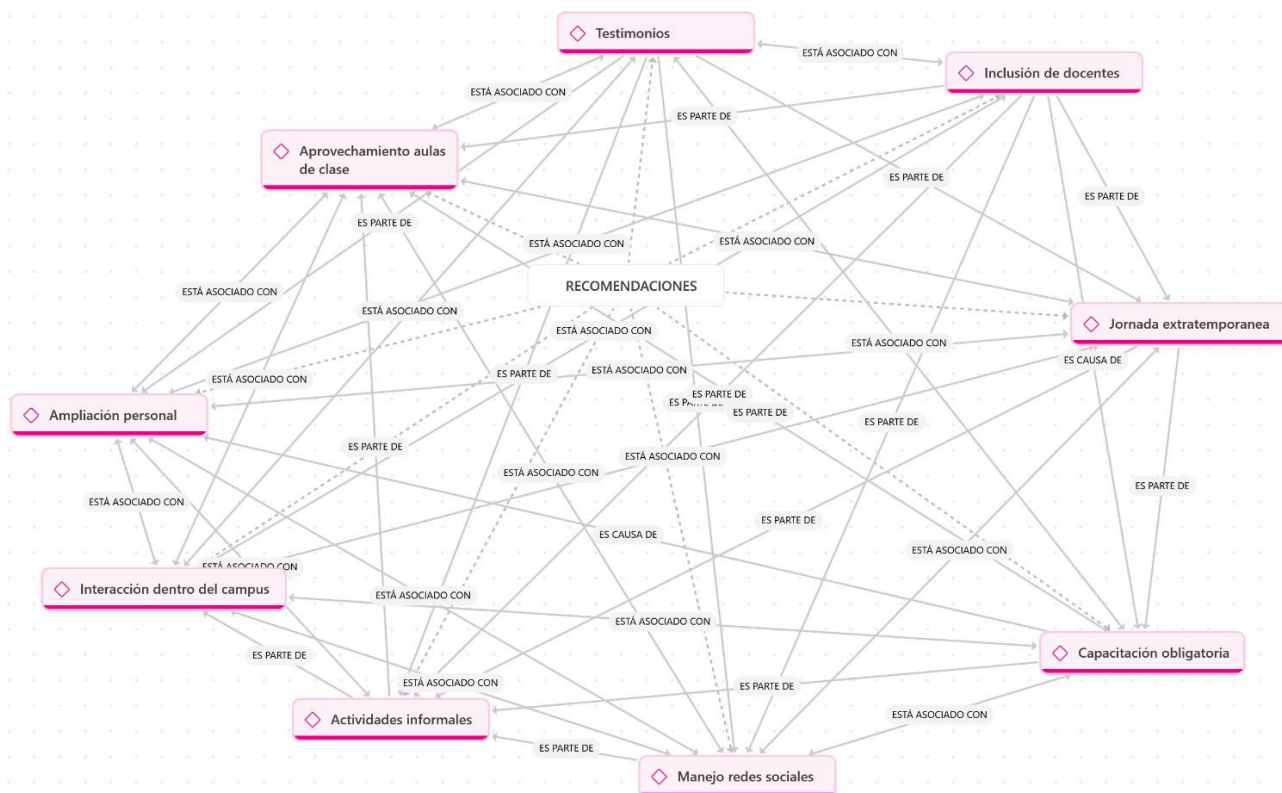 Testimonios
ESTÁ ASOCIADO CON
Inclusión de docentes
ESTÁ ASOCIADO CON
ES PARTE DE
Aprovechamiento aulas
de clase
ES PARTE DE
ES PARTE DE
ES PARTE DE
ESTÁ ASOCIADO CON
ESTÁ ASOCIADO CON
RECOMENDACIONES
ESTÁ ASOCIADO CON
ESTÁ ASOCIADO CON
Jornada extratemporanea
ESTÁ ASOCIADO CON
ESTÁ ASOCIADO CON
ES CAUSA DE
ESTÁ ASOCIADO CON
ES PARTE DE
ESTÁ ASOCIADO CON
ES PARTE DE
ES PARTE DE
Ampliación personal
ES PARTE DE
ES PARTE DE
ES PARTE DE
ESTÁ ASOCIADO CON
ESTÁ ASOCIADO CON
ES PARTE DE
ESTÁ ASOCIADO CON
ES PARTE DE
ES CAUSA DE
ESTÁ ASOCIADO CON
ESTÁ ASOCIADO CON
Interacción dentro del campus
ESTÁ ASOCIADO CON
ESTÁ ASOCIADO CON
ES PARTE DE
Capacitación obligatoria
ESTÁ ASOCIADO CON
ES PARTE DE
Actividades informales
ESTÁ ASOCIADO CON
ES PARTE DE
Manejo redes sociales